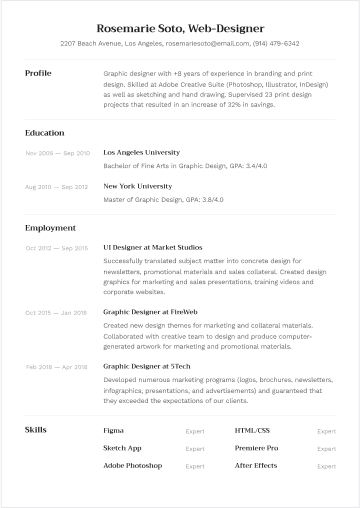 Rosemarie Soto, Web-Designer
2207 Beach Avenue, Los Angeles, rosemariesoto@email.com, (914) 479-6342
Profile
Graphic designer with +8 years of experience in branding and print
design. Skilled at Adobe Creative Suite (Photoshop, Illustrator, InDesign)
as well as sketching and hand drawing. Supervised 23 print design
projects that resulted in an increase of 32% in savings.
Education
Nov 2006 — Sep 2010
Los Angeles University
Bachelor of Fine Arts in Graphic Design, GPA: 3.4/4.0
Aug 2010 — Sep 2012
New York University
Master of Graphic Design, GPA: 3.8/4.0
Employment
Oct 2012 — Sep 2015
UI Designer at Market Studios
Successfully translated subject matter into concrete design for
newsletters, promotional materials and sales collateral. Created design
graphics for marketing and sales presentations, training videos and
corporate websites.
Oct 2015 — Jan 2018
Graphic Designer at FireWeb
Created new design themes for marketing and collateral materials.
Collaborated with creative team to design and produce computer-
generated artwork for marketing and promotional materials.
Feb 2018 — Apr 2018
Graphic Designer at 5Tech
Developed numerous marketing programs (logos, brochures, newsletters,
infographics, presentations, and advertisements) and guaranteed that
they exceeded the expectations of our clients.
Skills
Figma Expert HTML/CSS Expert
Sketch App Expert Premiere Pro Expert
Adobe Photoshop Expert After Effects Expert